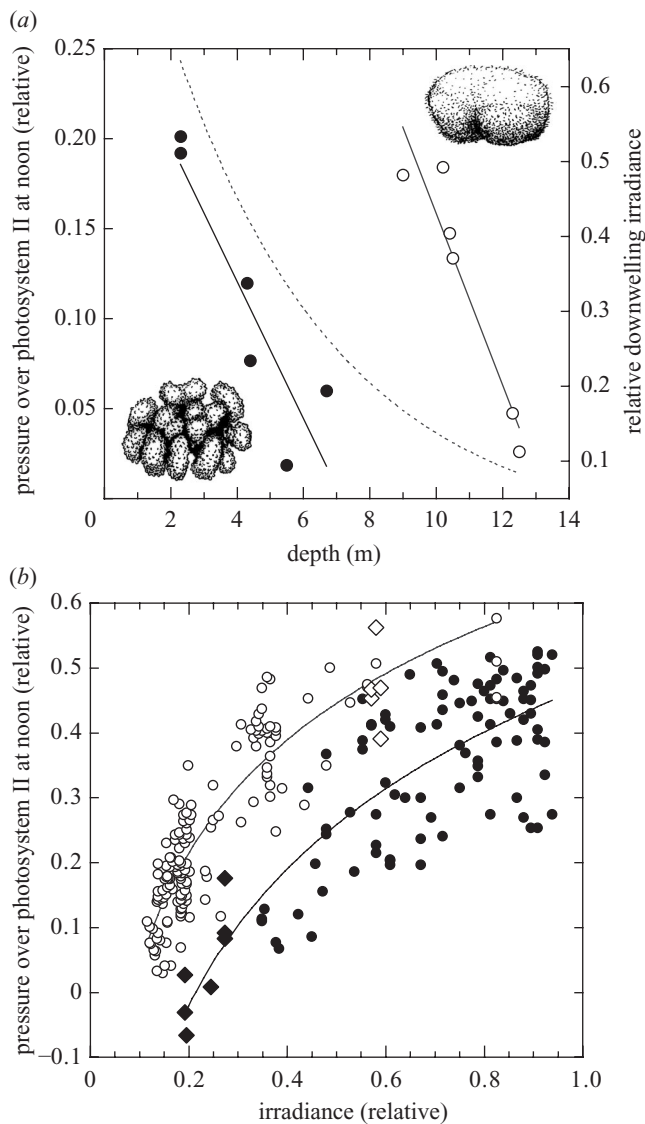 (a)
pressure over photosystem II at noon (relative)
0.25
0.20
0.15
0.10
0.05
0 2 4 6 8 10 12 14
depth (m)
0.6
0.5
0.4
0.3
0.2
0.1
relative downwelling irradiance
(b)
pressure over photosystem II at noon (relative)
0.6
0.5
0.4
0.3
0.2
0.1
0
−0.1
0 0.2 0.4 0.6 0.8 1.0
irradiance (relative)